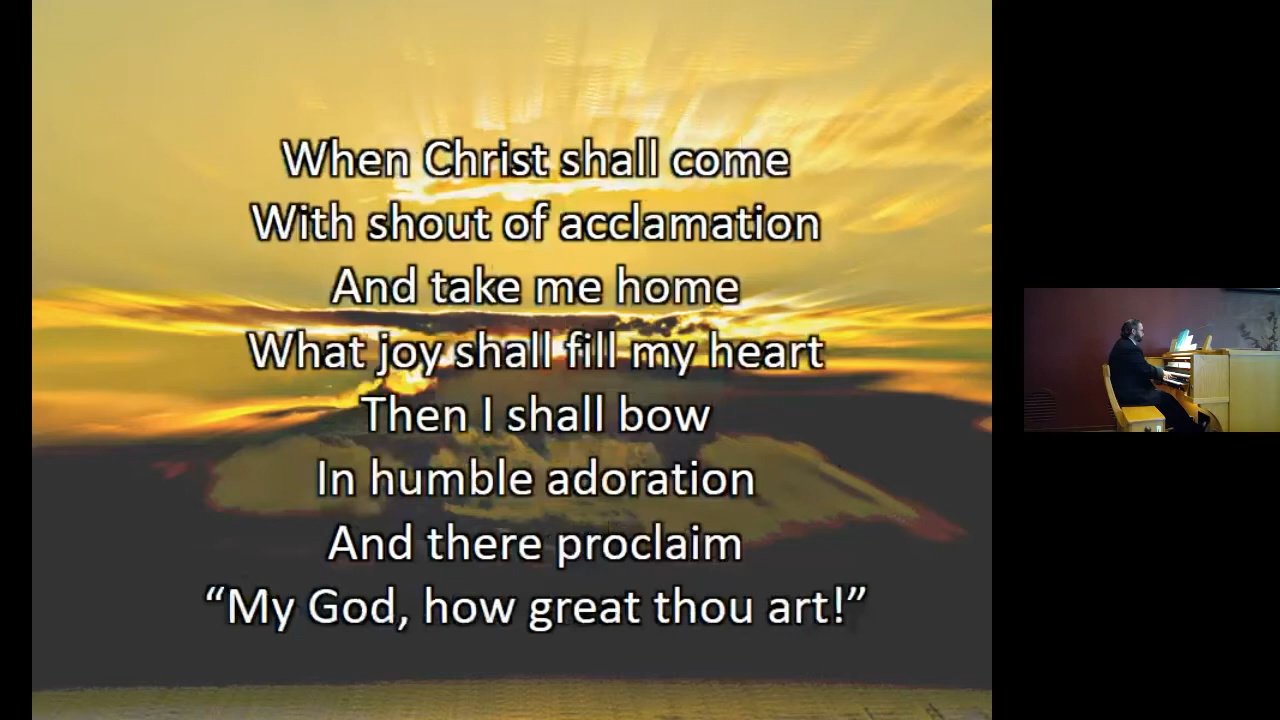 When Christ shall come
With shout of acclamation
And take me home
What joy shall fill my heart
Then I shall bow
In humble adoration
And there proclaim
“My God, how great thou art!”